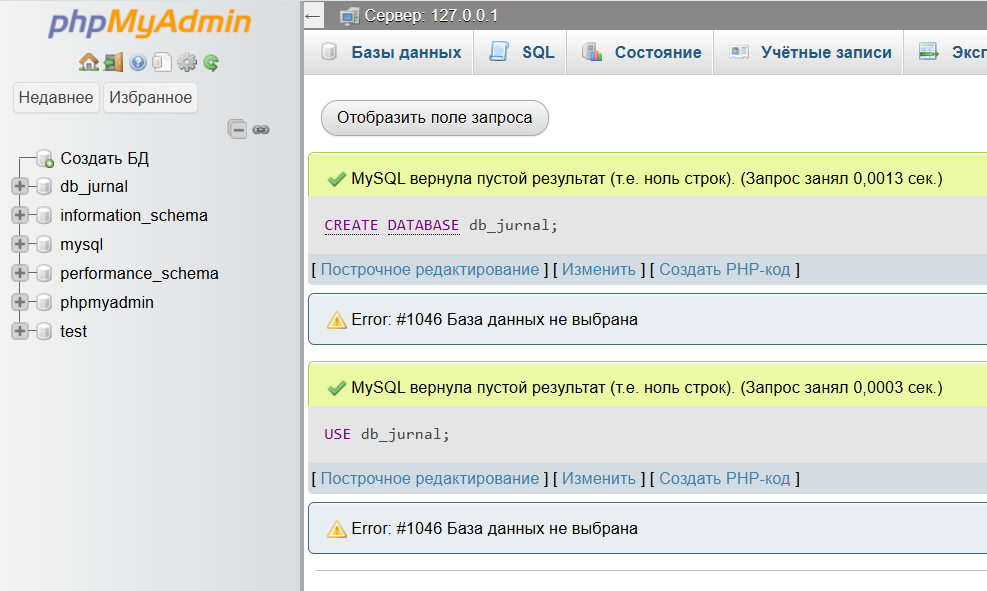 phpMyAdmin
Недавнее Избранное
Создать БД
db_jurnal
information_schema
mysql
performance_schema
phpmyadmin
test
← Сервер: 127.0.0.1
Базы данных SQL Состояние Учётные записи Эксп
Отобразить поле запроса
MySQL вернула пустой результат (т.е. ноль строк). (Запрос занял 0,0013 сек.)
CREATE DATABASE db_jurnal;
[ Построчное редактирование ] [ Изменить ] [ Создать PHP-код ]
Error: #1046 База данных не выбрана
MySQL вернула пустой результат (т.е. ноль строк). (Запрос занял 0,0003 сек.)
USE db_jurnal;
[ Построчное редактирование ] [ Изменить ] [ Создать PHP-код ]
Error: #1046 База данных не выбрана